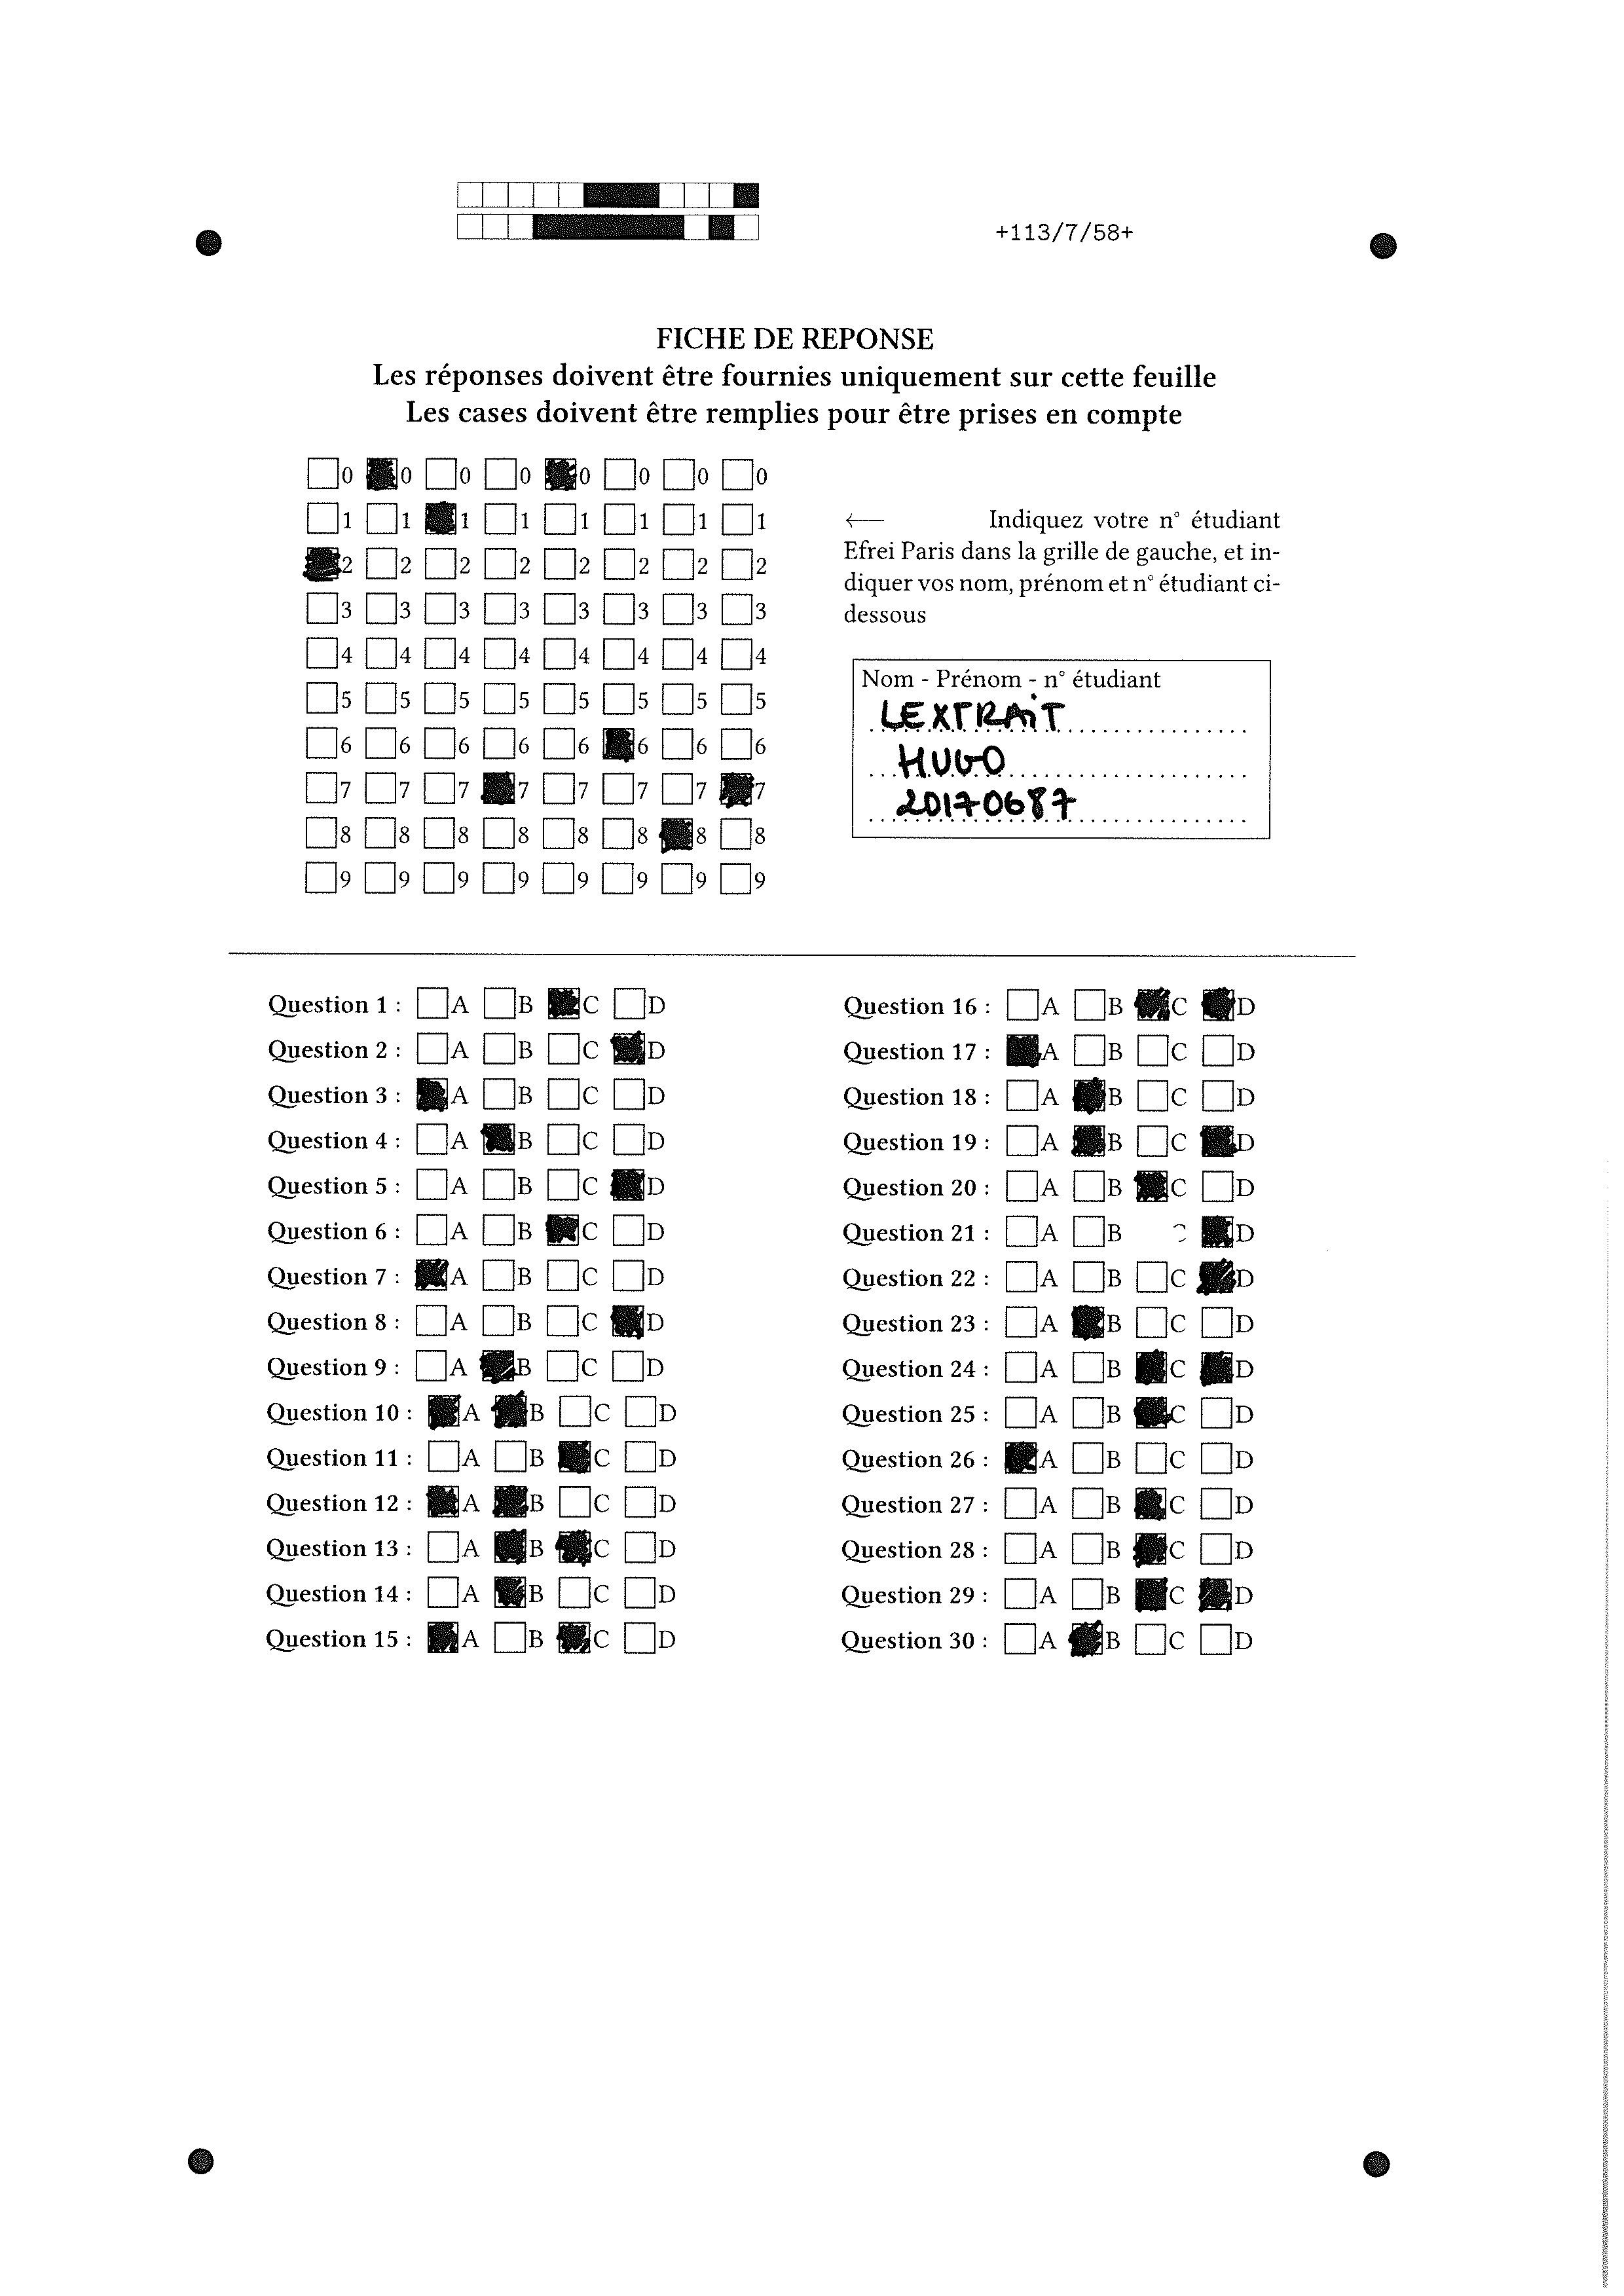 +113/7/58+
FICHE DE REPONSE
Les réponses doivent être fournies uniquement sur cette feuille
Les cases doivent être remplies pour être prises en compte
0 0 0 0 0 0 0 0
1 1 1 1 1 1 1 1
2 2 2 2 2 2 2 2
3 3 3 3 3 3 3 3
4 4 4 4 4 4 4 4
5 5 5 5 5 5 5 5
6 6 6 6 6 6 6 6
7 7 7 7 7 7 7 7
8 8 8 8 8 8 8 8
9 9 9 9 9 9 9 9
← Indiquez votre n° étudiant
Efrei Paris dans la grille de gauche, et in-
diquer vos nom, prénom et n° étudiant ci-
dessous
Nom - Prénom - n° étudiant
LEXTRAIT
HUGO
20170687
Question 1 : A B C D
Question 2 : A B C D
Question 3 : A B C D
Question 4 : A B C D
Question 5 : A B C D
Question 6 : A B C D
Question 7 : A B C D
Question 8 : A B C D
Question 9 : A B C D
Question 10 : A B C D
Question 11 : A B C D
Question 12 : A B C D
Question 13 : A B C D
Question 14 : A B C D
Question 15 : A B C D
Question 16 : A B C D
Question 17 : A B C D
Question 18 : A B C D
Question 19 : A B C D
Question 20 : A B C D
Question 21 : A B D
Question 22 : A B C D
Question 23 : A B C D
Question 24 : A B C D
Question 25 : A B C D
Question 26 : A B C D
Question 27 : A B C D
Question 28 : A B C D
Question 29 : A B C D
Question 30 : A B C D